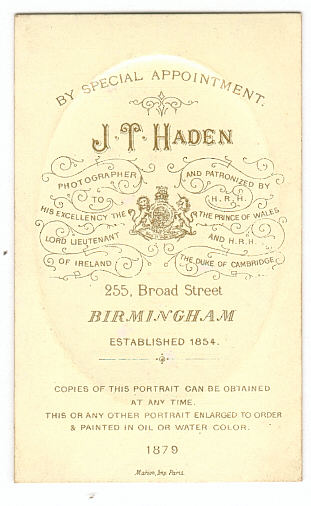 BY SPECIAL APPOINTMENT.
J. T. HADEN
PHOTOGRAPHER
TO
HIS EXCELLENCY THE
LORD LIEUTENANT
OF IRELAND
AND PATRONIZED BY
H.R.H.
THE PRINCE OF WALES
AND H.R.H.
THE DUKE OF CAMBRIDGE
255, Broad Street
BIRMINGHAM
ESTABLISHED 1854.
COPIES OF THIS PORTRAIT CAN BE OBTAINED
AT ANY TIME.
THIS OR ANY OTHER PORTRAIT ENLARGED TO ORDER
& PAINTED IN OIL OR WATER COLOR.
1879
Marion, Imp. Paris.